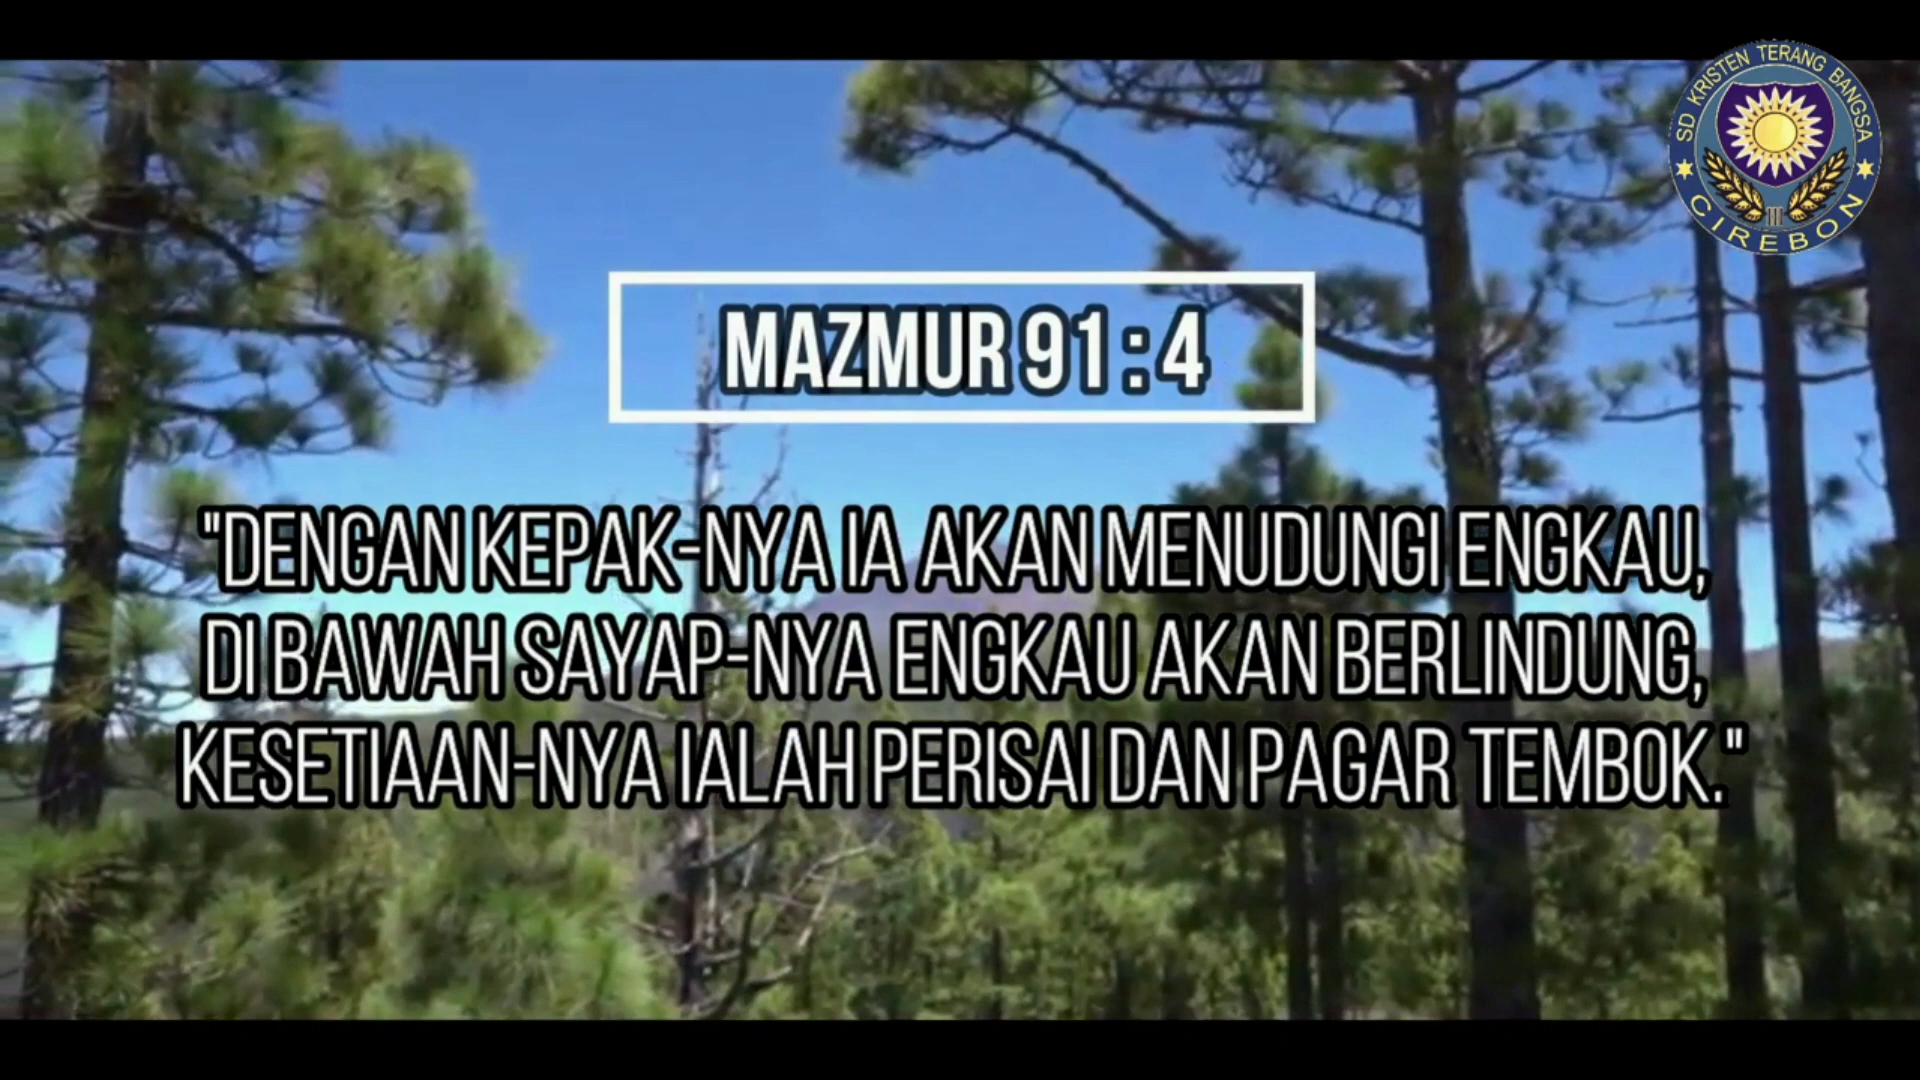 SD KRISTEN TERANG BANGSA
CIREBON
MAZMUR 91 : 4
"DENGAN KEPAK-NYA IA AKAN MENUDUNGI ENGKAU,
DI BAWAH SAYAP-NYA ENGKAU AKAN BERLINDUNG,
KESETIAAN-NYA IALAH PERISAI DAN PAGAR TEMBOK."